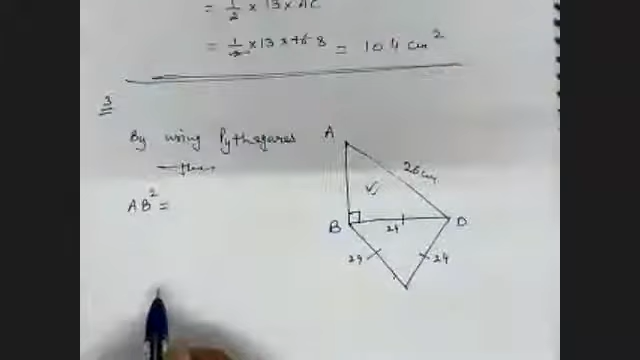 = 1/2 × 13 × AC
= 1/2 × 13 × 16 8 = 104 cm²
3
By using Pythagores
AB² =
A
26 cm
B
24
D
24
24